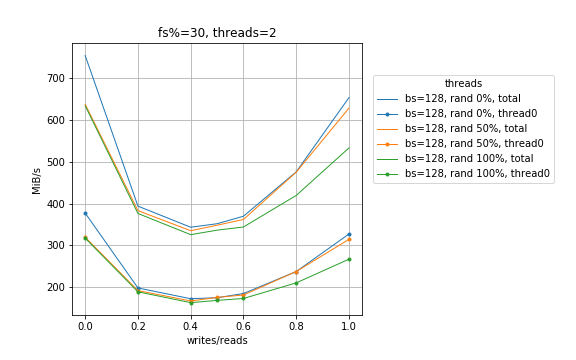 fs%=30, threads=2
MiB/s
700
600
500
400
300
200
0.0 0.2 0.4 0.6 0.8 1.0
writes/reads
threads
bs=128, rand 0%, total
bs=128, rand 0%, thread0
bs=128, rand 50%, total
bs=128, rand 50%, thread0
bs=128, rand 100%, total
bs=128, rand 100%, thread0